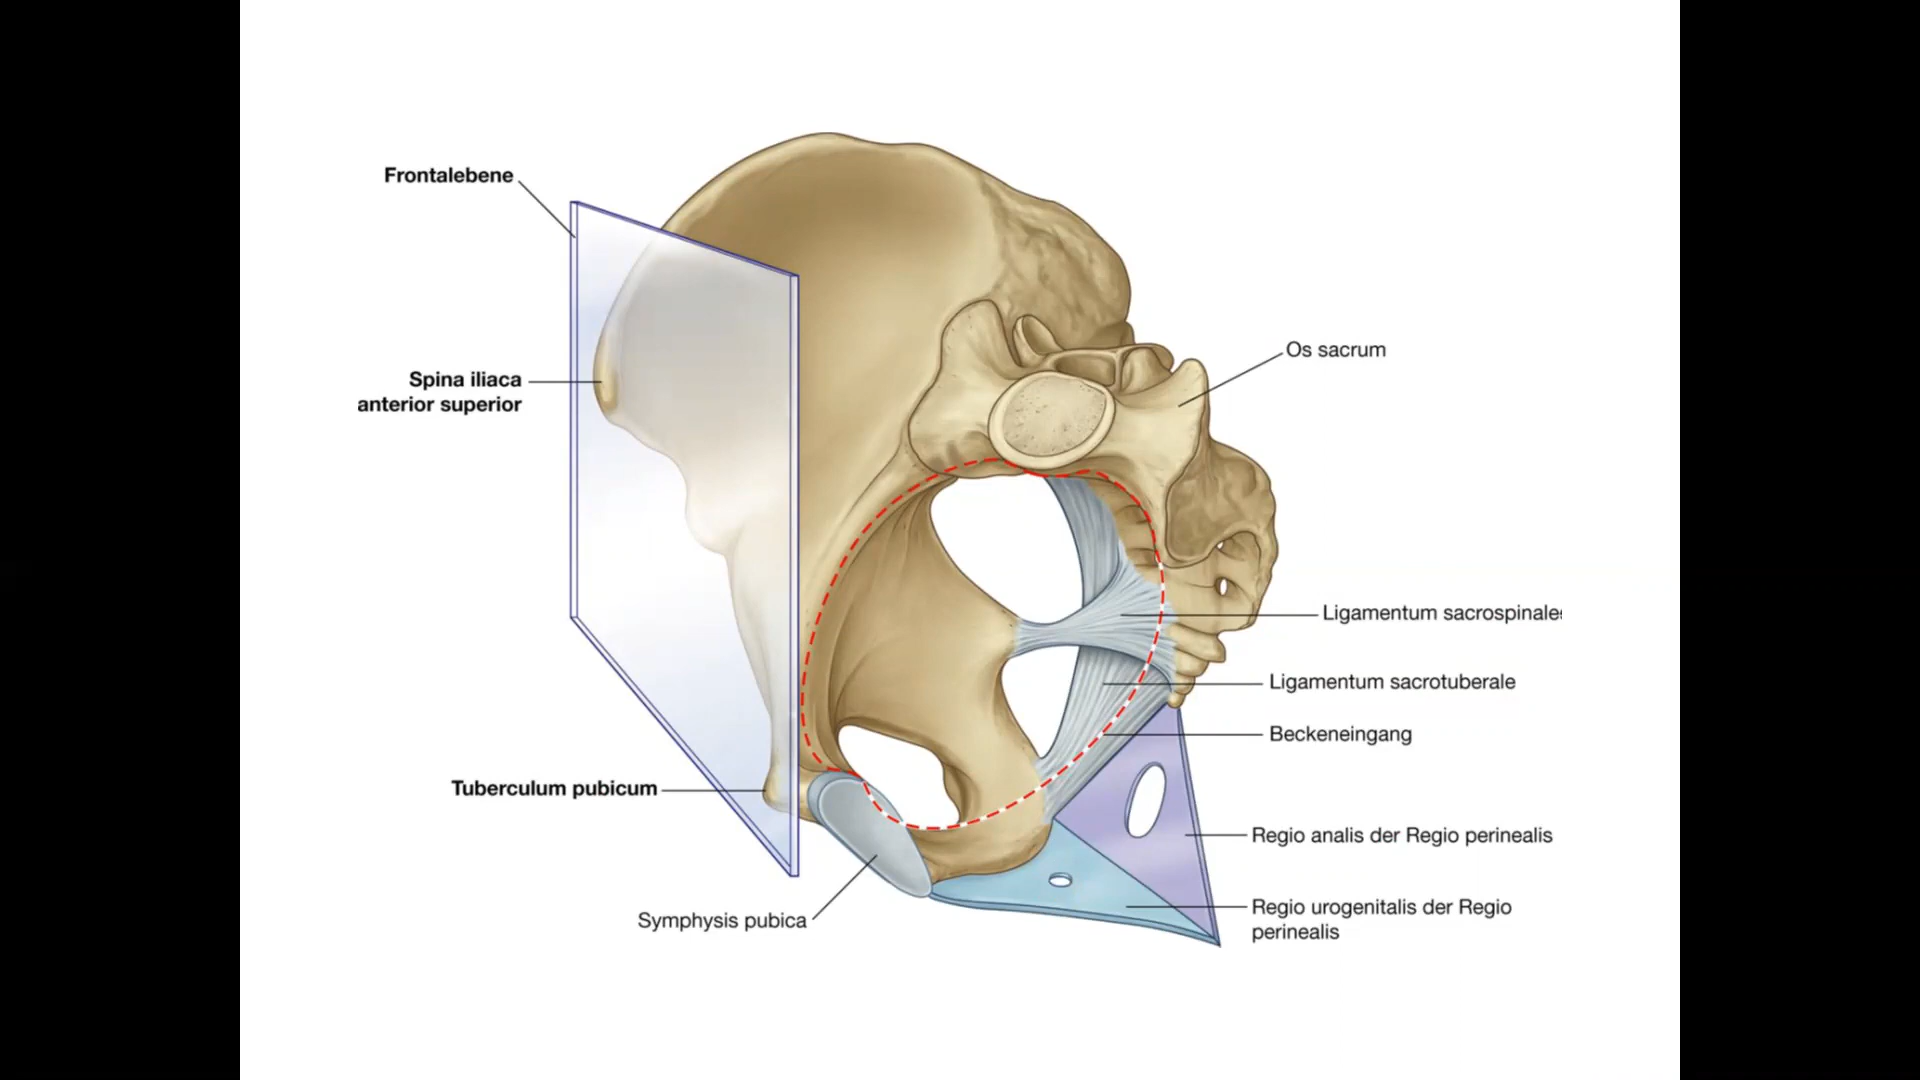 Frontalebene
Spina iliaca
anterior superior
Os sacrum
Ligamentum sacrospinale
Ligamentum sacrotuberale
Beckeneingang
Tuberculum pubicum
Regio analis der Regio perinealis
Symphysis pubica
Regio urogenitalis der Regio
perinealis